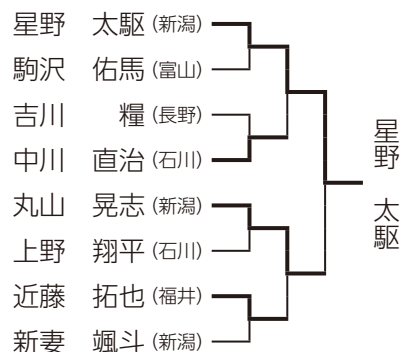 星野 太駆 (新潟)
駒沢 佑馬 (富山)
吉川 糧 (長野)
中川 直治 (石川)
丸山 晃志 (新潟)
上野 翔平 (石川)
近藤 拓也 (福井)
新妻 颯斗 (新潟)
星野 太駆